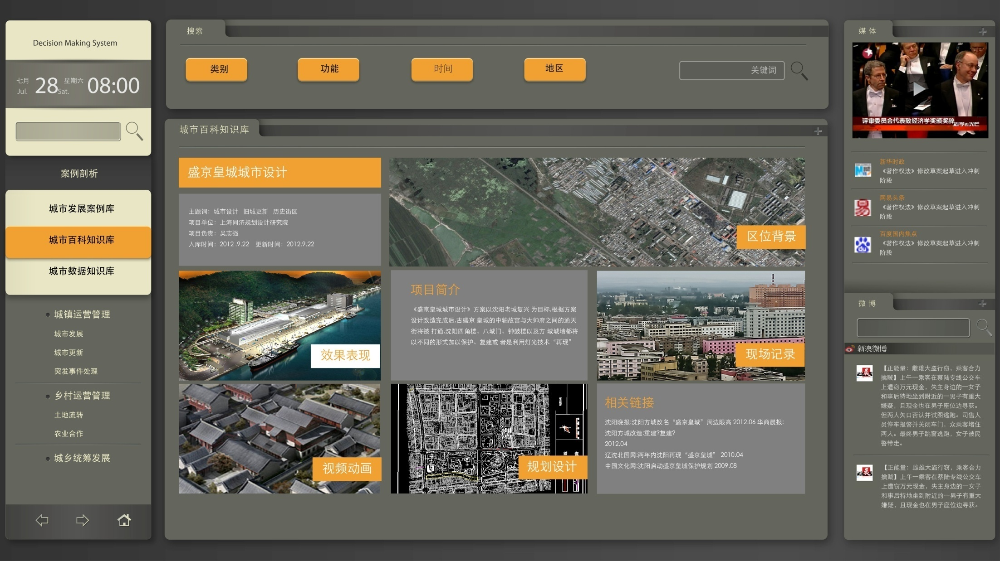 Decision Making System
七月
Jul.
28
星期六
Sat.
08:00
案例剖析
城市发展案例库
城市百科知识库
城市数据知识库
城镇运营管理
城市发展
城市更新
突发事件处理
乡村运营管理
土地流转
农业合作
城乡统筹发展
搜索
类别
功能
时间
地区
关键词
城市百科知识库
盛京皇城城市设计
主题词：城市设计 旧城更新 历史街区
项目单位：上海同济规划设计研究院
项目负责：吴志强
入库时间：2012 .9.22 更新时间：2012.9.22
区位背景
效果表现
项目简介
《盛京皇城城市设计》方案以沈阳老城复兴 为目标,根据方案
设计改造完成后,古盛京 皇城的中轴故宫与大帅府之间的通天
街将被 打通,沈阳四角楼、八城门、钟鼓楼以及方 城城墙都将
以不同的形式加以保护、复建或 者是利用灯光技术“再现”
现场记录
视频动画
规划设计
相关链接
沈阳晚报:沈阳方城改名“盛京皇城”周边限高 2012.06 华商晨报:
沈阳方城改造:重建?复建?
2012.04
辽沈北国网:两年内沈阳再现“盛京皇城” 2010.04
中国文化网:沈阳启动盛京皇城保护规划 2009.08
媒 体
评审委员会代表致经济学奖颁奖辞
科学的光芒
新华时政
《著作权法》修改草案起草进入冲刺
阶段
网易头条
《著作权法》修改草案起草进入冲刺
阶段
百度国内焦点
《著作权法》修改草案起草进入冲刺
阶段
微 博
新浪微博
【正能量：雌雄大盗行窃，乘客合力
擒贼】上午一乘客在蔡陆专线公交车
上遭窃万元现金，失主身边的一女子
和事后特地坐到附近的一男子有重大
嫌疑，且现金也在男子座位边寻获。
但两人矢口否认并试图逃跑。司售人
员停车报警并关闭车门，众乘客堵住
两人。最终男子跳窗逃跑，女子被民
警带走。
【正能量：雌雄大盗行窃，乘客合力
擒贼】上午一乘客在蔡陆专线公交车
上遭窃万元现金，失主身边的一女子
和事后特地坐到附近的一男子有重大
嫌疑，且现金也在男子座位边寻获。